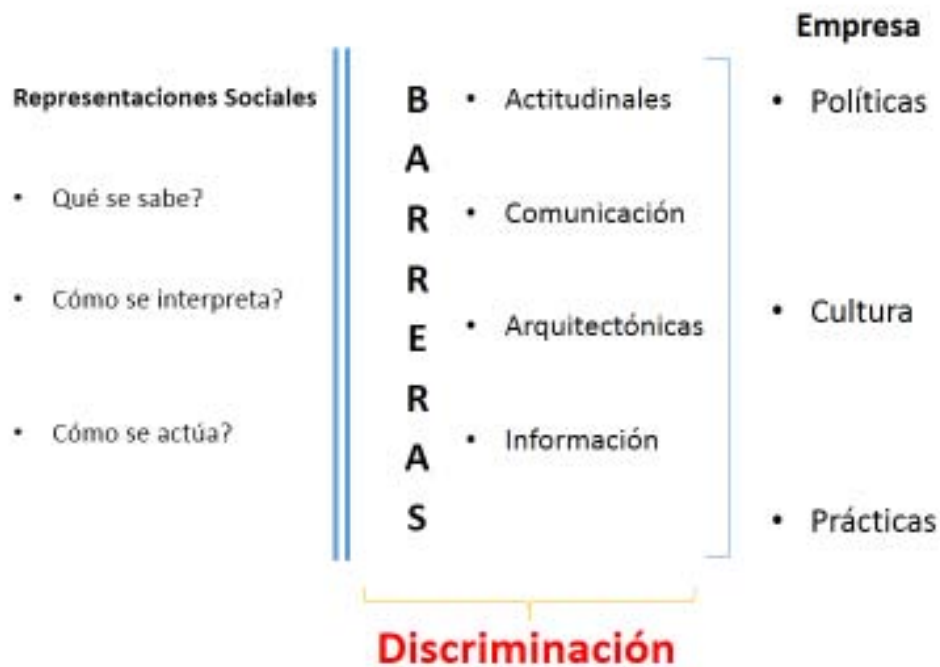 Representaciones Sociales
• Qué se sabe?
• Cómo se interpreta?
• Cómo se actúa?
B
A
R
R
E
R
A
S
• Actitudinales
• Comunicación
• Arquitectónicas
• Información
Empresa
• Políticas
• Cultura
• Prácticas
Discriminación